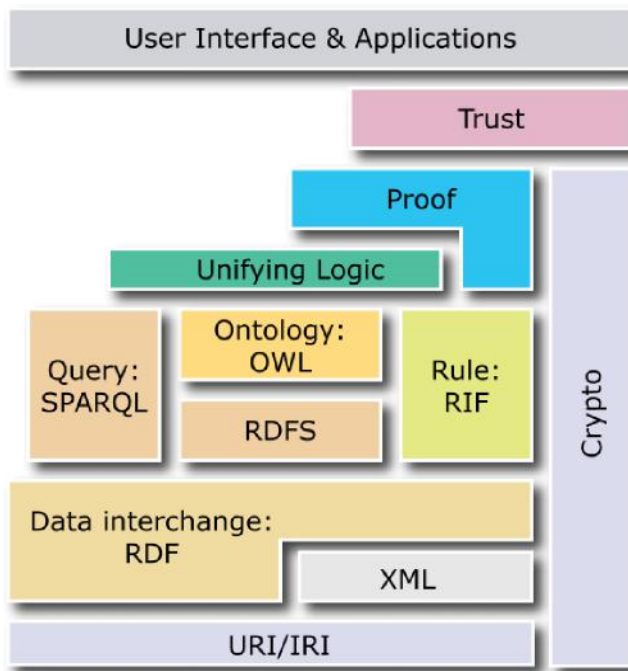 User Interface & Applications
Trust
Proof
Unifying Logic
Query:
SPARQL
Ontology:
OWL
RDFS
Rule:
RIF
Crypto
Data interchange:
RDF
XML
URI/IRI